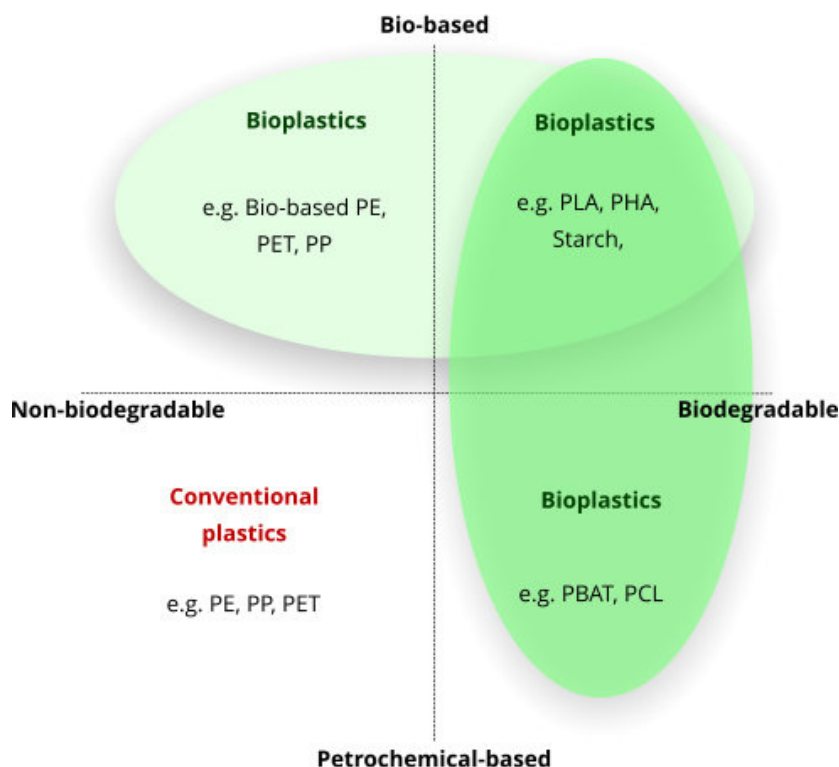 Bio-based
Bioplastics
e.g. Bio-based PE,
PET, PP
Bioplastics
e.g. PLA, PHA,
Starch,
Non-biodegradable
Biodegradable
Conventional
plastics
e.g. PE, PP, PET
Bioplastics
e.g. PBAT, PCL
Petrochemical-based